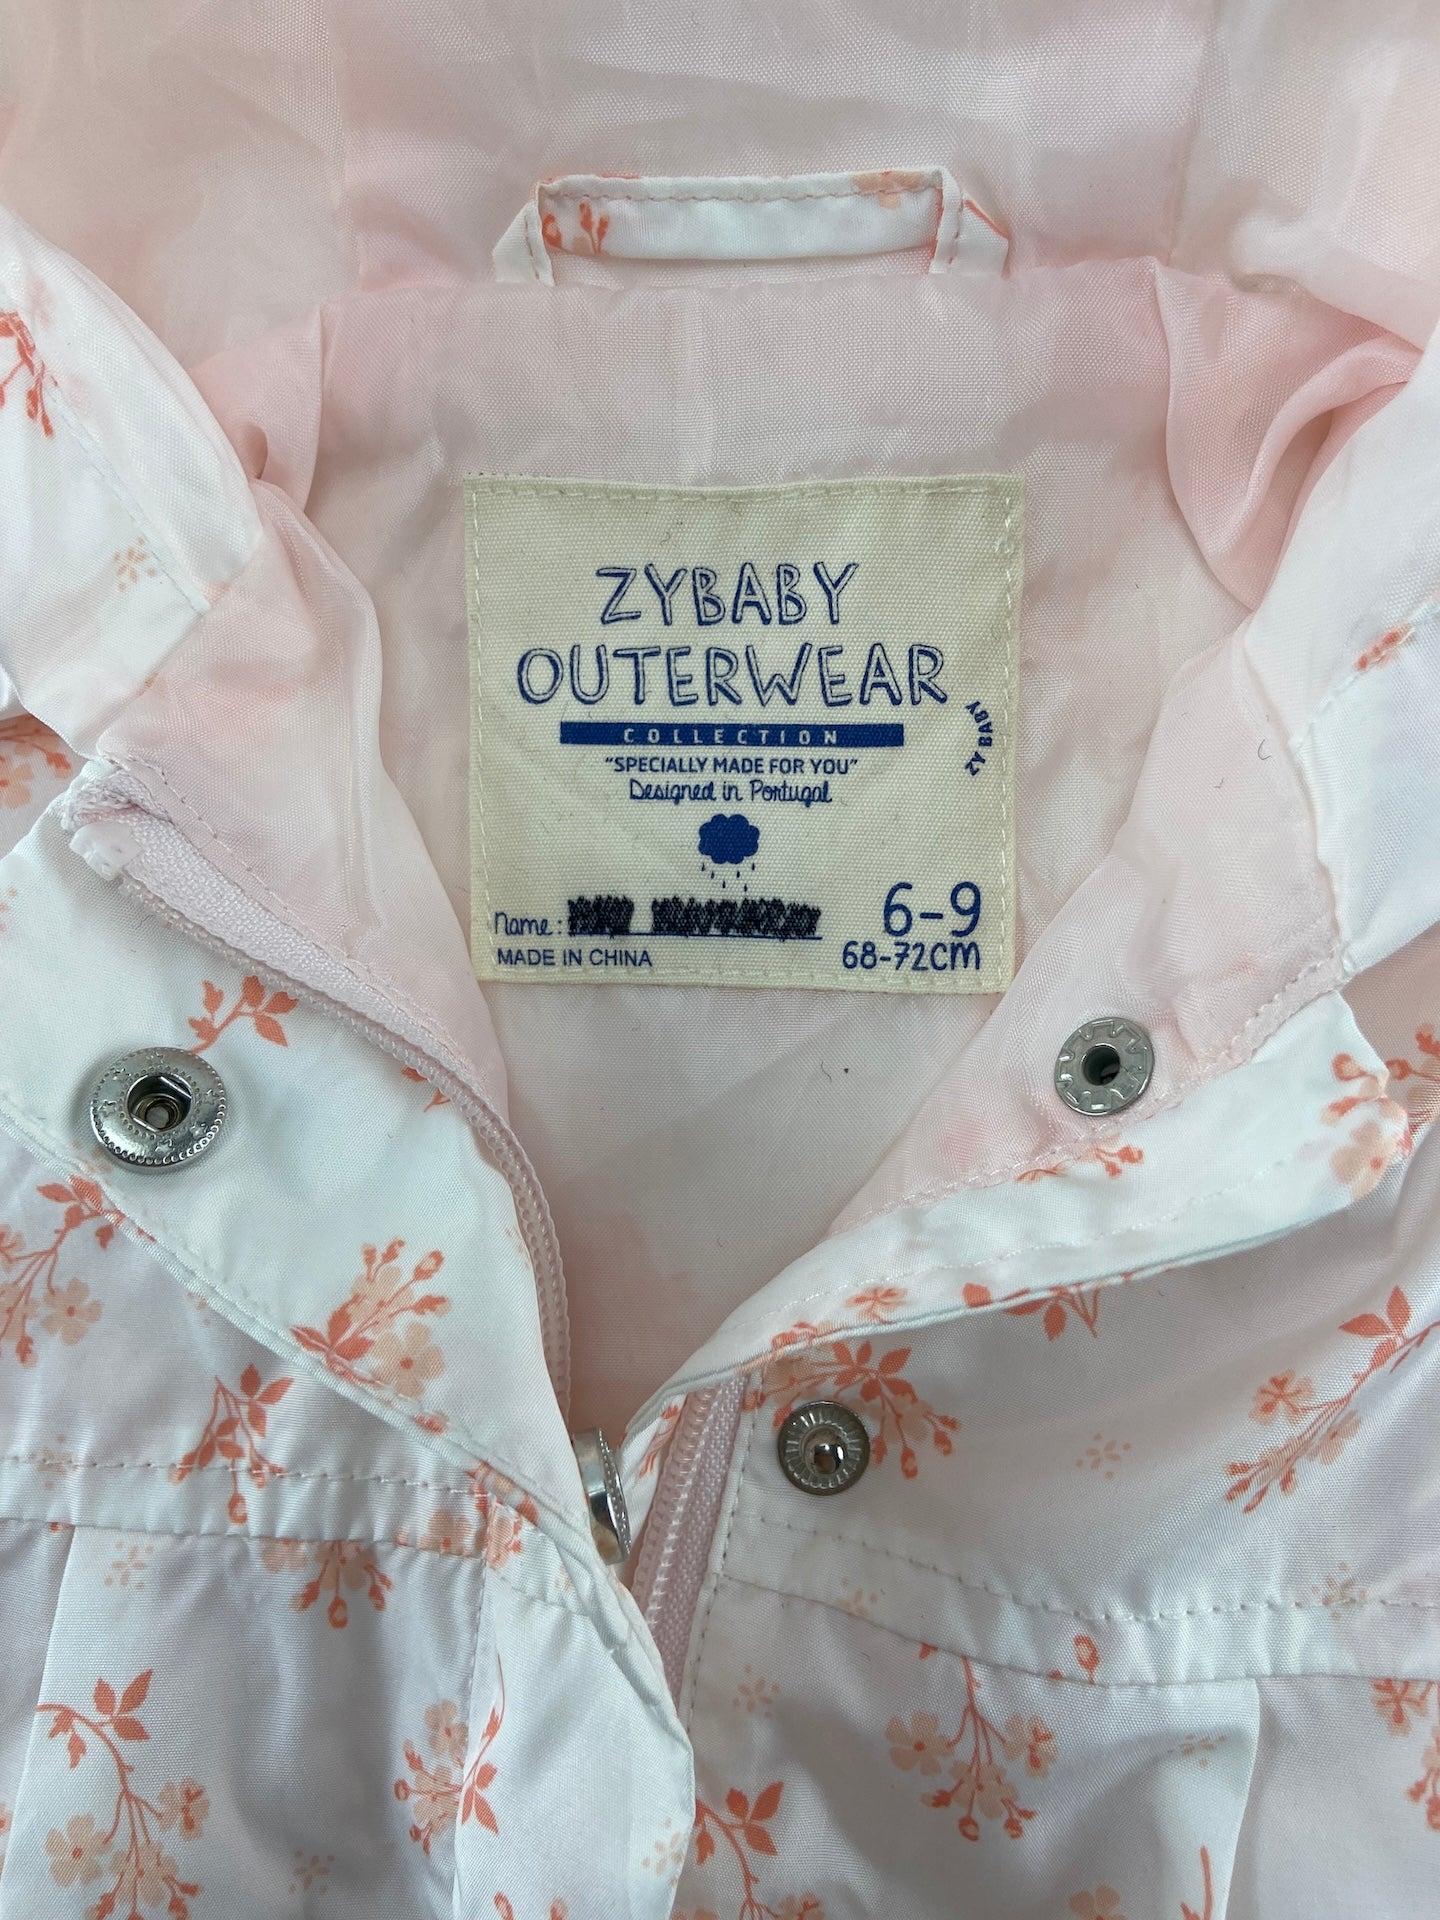 ZYBABY
OUTERWEAR
COLLECTION
ZY BABY
“SPECIALLY MADE FOR YOU”
Designed in Portugal
Name:
6-9
MADE IN CHINA
68-72CM